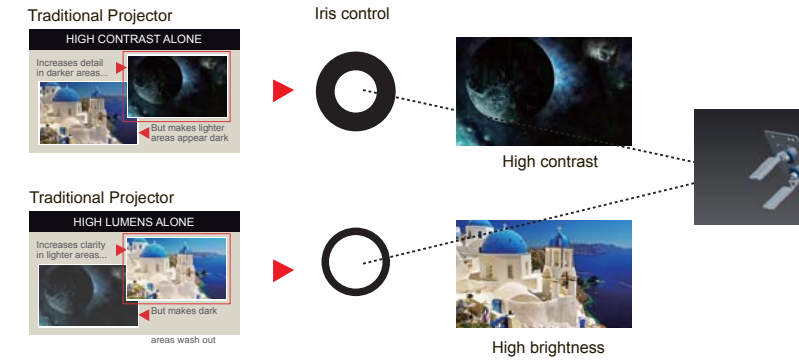 Traditional Projector
HIGH CONTRAST ALONE
Increases detail
in darker areas...
But makes lighter
areas appear dark
Iris control
High contrast
Traditional Projector
HIGH LUMENS ALONE
Increases clarity
in lighter areas...
But makes dark
areas wash out
High brightness